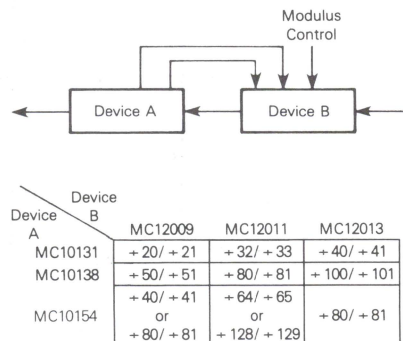 Modulus
Control
Device A
Device B
Device
B
Device
A
MC12009 MC12011 MC12013
MC10131 ÷ 20/ ÷ 21 ÷ 32/ ÷ 33 ÷ 40/ ÷ 41
MC10138 ÷ 50/ ÷ 51 ÷ 80/ ÷ 81 ÷ 100/ ÷ 101
÷ 40/ ÷ 41 ÷ 64/ ÷ 65
MC10154 or or ÷ 80/ ÷ 81
÷ 80/ ÷ 81 ÷ 128/ ÷ 129